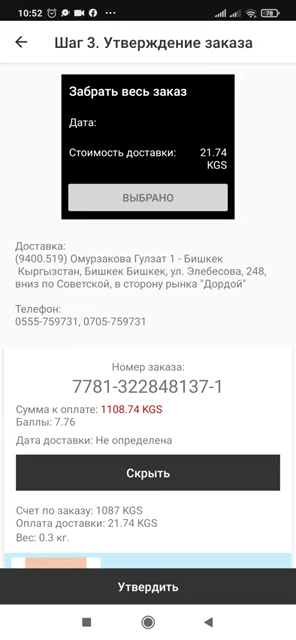 10:52
78
Шаг 3. Утверждение заказа
Забрать весь заказ
Дата:
Стоимость доставки: 21.74
KGS
ВЫБРАНО
Доставка:
(9400.519) Омурзакова Гулзат 1 - Бишкек
Кыргызстан, Бишкек Бишкек, ул. Элебесова, 248,
вниз по Советской, в сторону рынка "Дордой"
Телефон:
0555-759731, 0705-759731
Номер заказа:
7781-322848137-1
Сумма к оплате: 1108.74 KGS
Баллы: 7.76
Дата доставки: Не определена
Скрыть
Счет по заказу: 1087 KGS
Оплата доставки: 21.74 KGS
Вес: 0.3 кг.
Утвердить